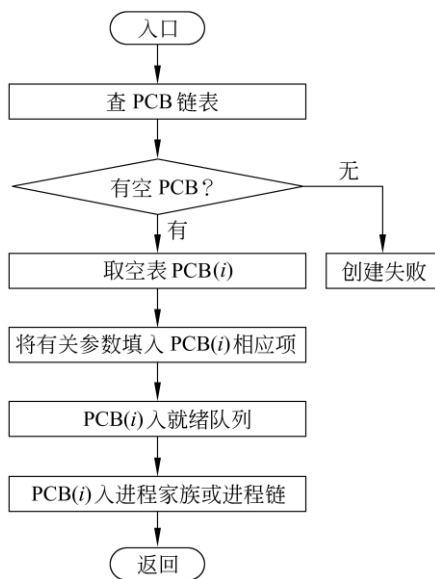 入口
查 PCB 链表
有空 PCB？
无
有
取空表 PCB(i)
创建失败
将有关参数填入 PCB(i)相应项
PCB(i)入就绪队列
PCB(i)入进程家族或进程链
返回